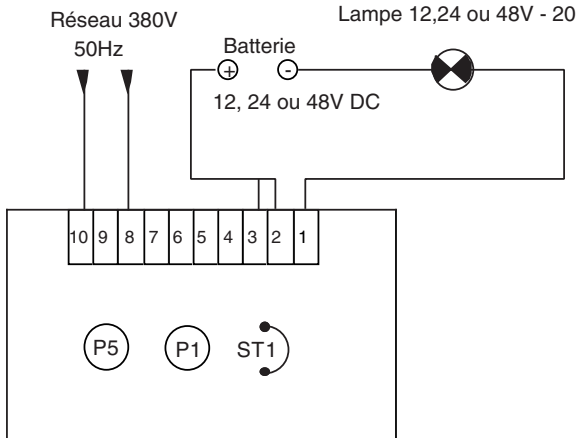 Réseau 380V
50Hz
Lampe 12,24 ou 48V - 20
Batterie
+ -
12, 24 ou 48V DC
10 9 8 7 6 5 4 3 2 1
P5 P1 ST1